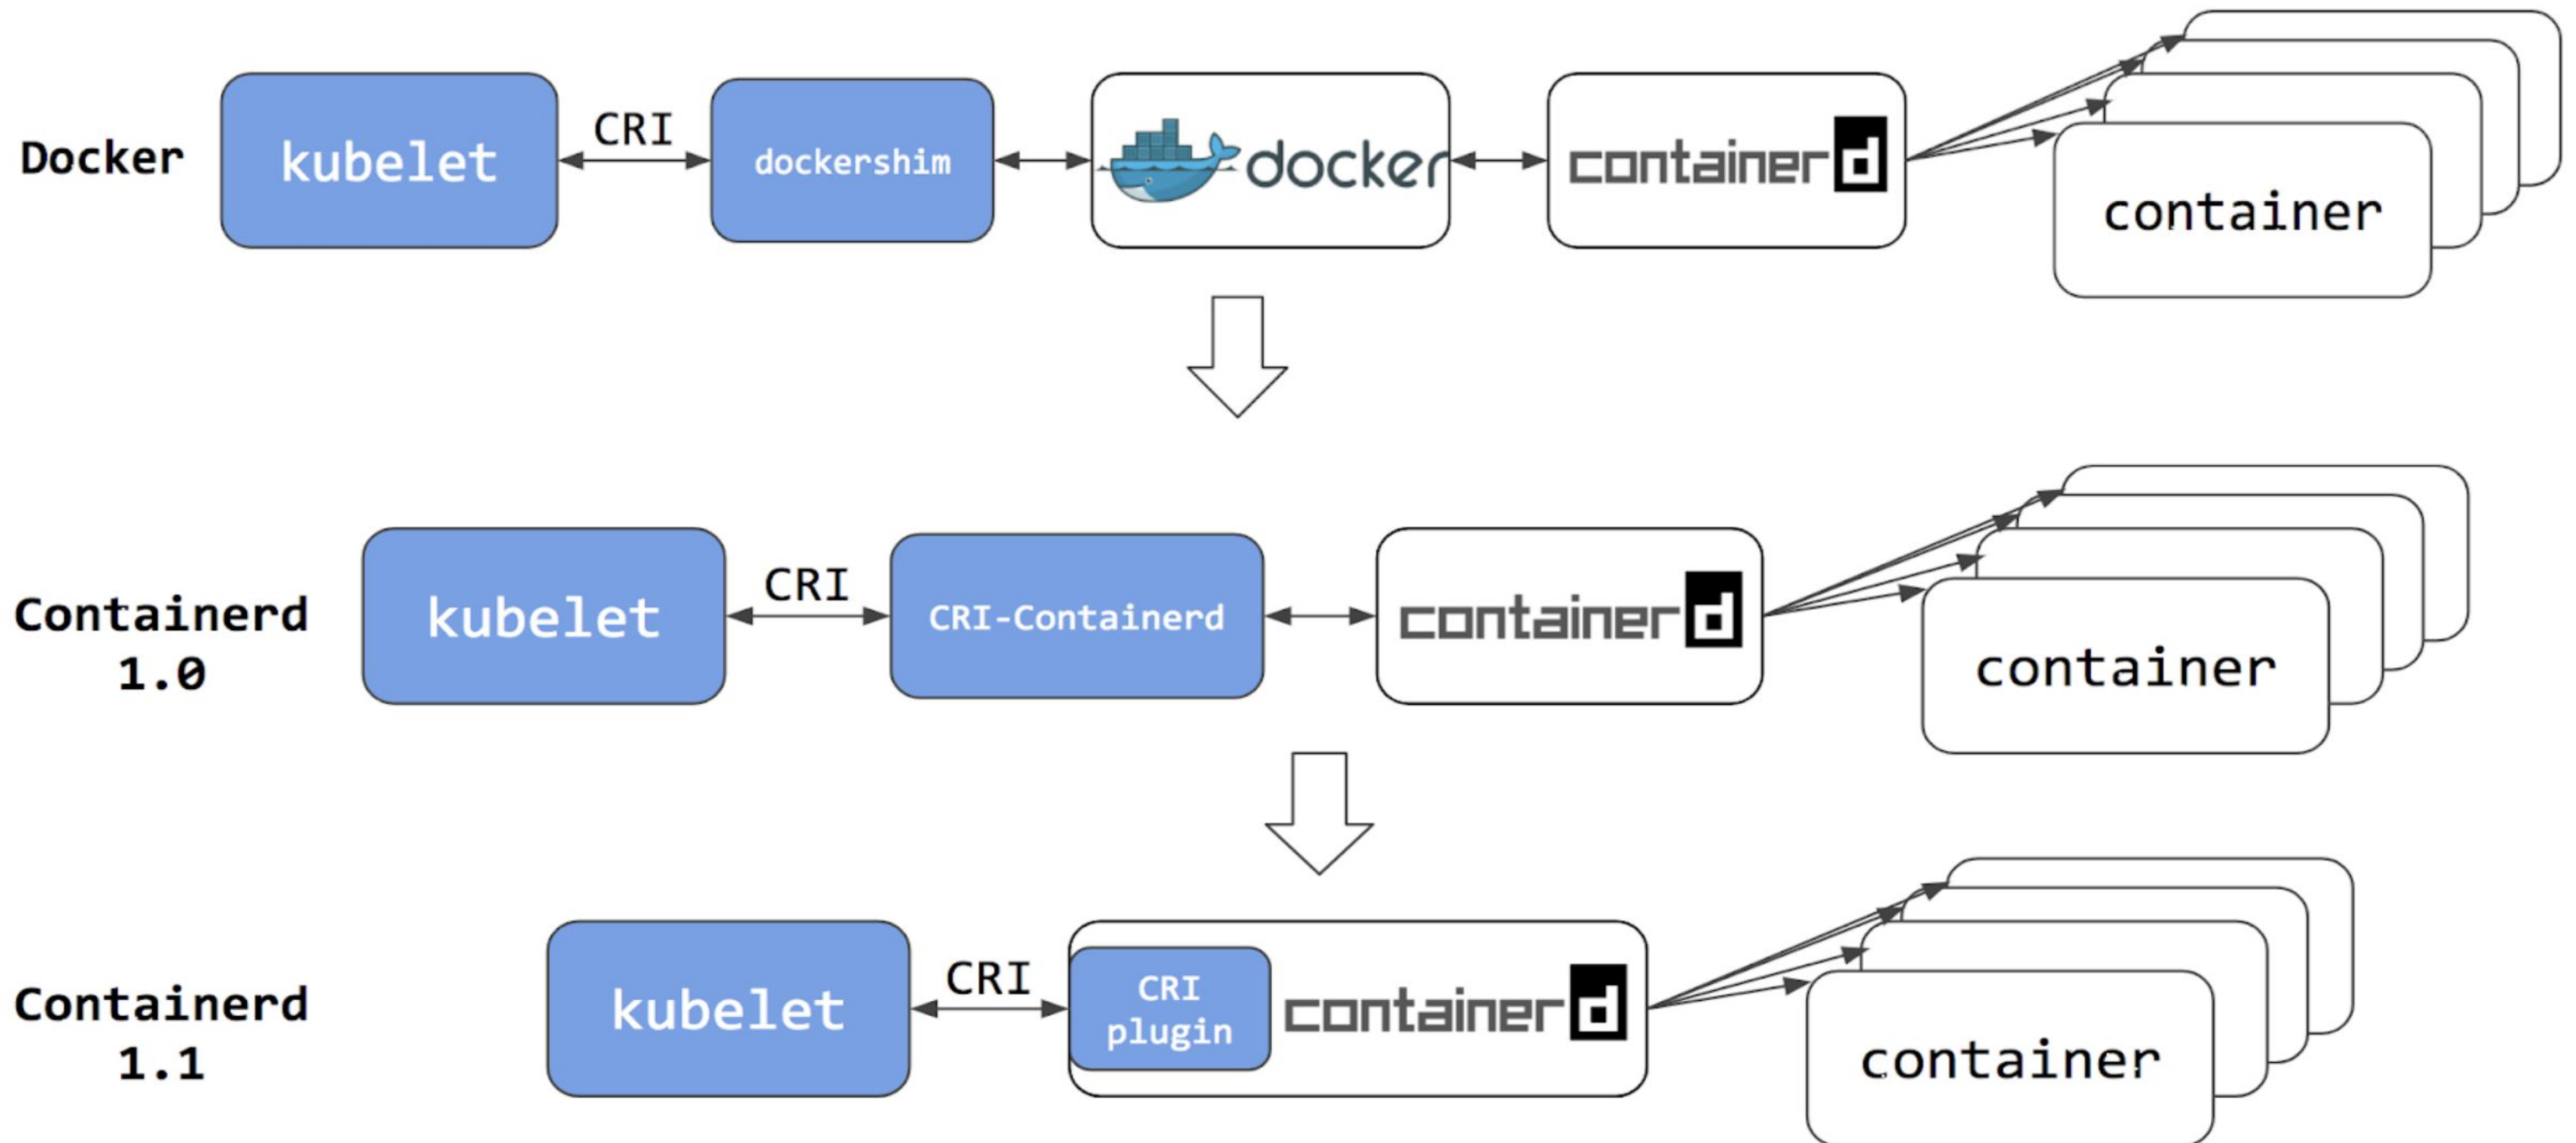 Docker
kubelet
CRI
dockershim
docker
containerd
container
Containerd
1.0
kubelet
CRI
CRI-Containerd
containerd
container
Containerd
1.1
kubelet
CRI
CRI
plugin
containerd
container